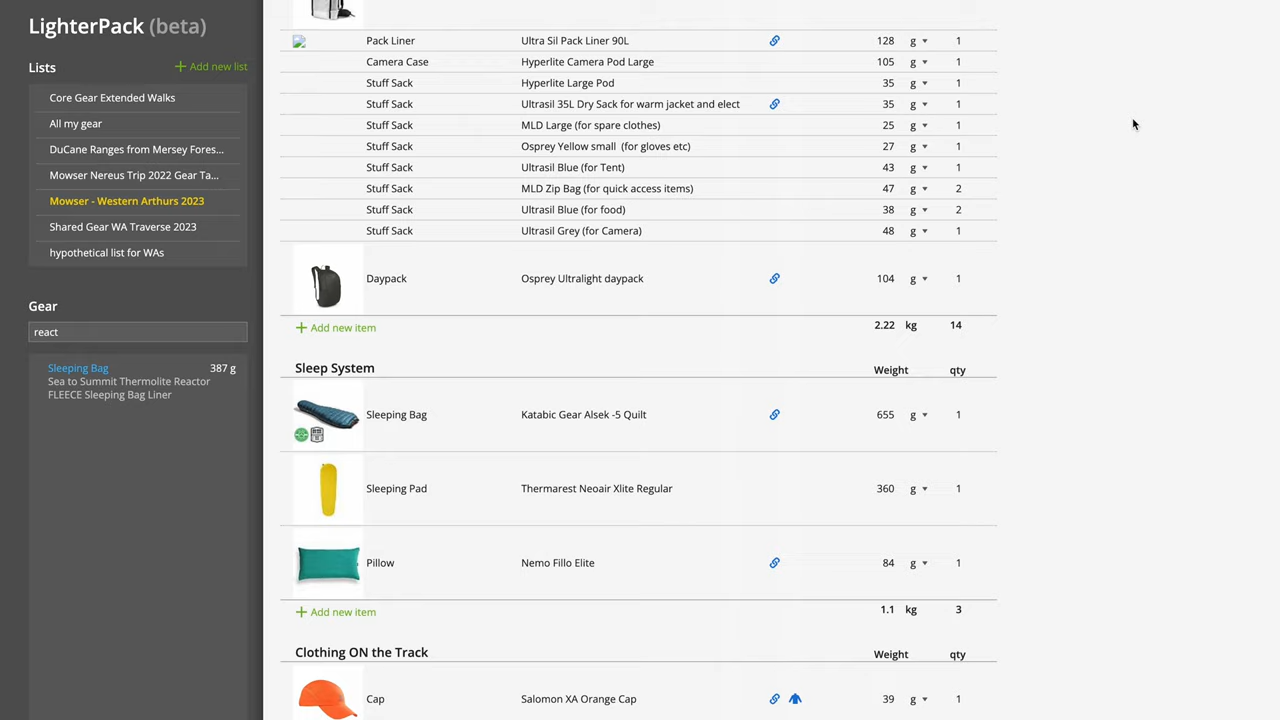 LighterPack (beta)
Lists
Add new list
Core Gear Extended Walks
All my gear
DuCane Ranges from Mersey Fores...
Mowser Nereus Trip 2022 Gear Ta...
Mowser - Western Arthurs 2023
Shared Gear WA Traverse 2023
hypothetical list for WAs
Gear
react
Sleeping Bag 387 g
Sea to Summit Thermolite Reactor
FLEECE Sleeping Bag Liner
Pack Liner Ultra Sil Pack Liner 90L 128 g 1
Camera Case Hyperlite Camera Pod Large 105 g 1
Stuff Sack Hyperlite Large Pod 35 g 1
Stuff Sack Ultrasil 35L Dry Sack for warm jacket and elect 35 g 1
Stuff Sack MLD Large (for spare clothes) 25 g 1
Stuff Sack Osprey Yellow small (for gloves etc) 27 g 1
Stuff Sack Ultrasil Blue (for Tent) 43 g 1
Stuff Sack MLD Zip Bag (for quick access items) 47 g 2
Stuff Sack Ultrasil Blue (for food) 38 g 2
Stuff Sack Ultrasil Grey (for Camera) 48 g 1
Daypack Osprey Ultralight daypack 104 g 1
Add new item 2.22 kg 14
Sleep System Weight qty
Sleeping Bag Katabic Gear Alsek -5 Quilt 655 g 1
Sleeping Pad Thermarest Neoair Xlite Regular 360 g 1
Pillow Nemo Fillo Elite 84 g 1
Add new item 1.1 kg 3
Clothing ON the Track Weight qty
Cap Salomon XA Orange Cap 39 g 1